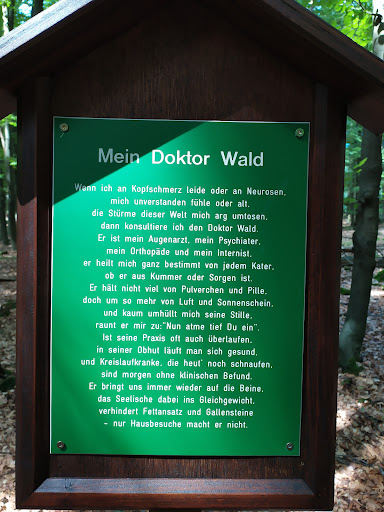 Mein Doktor Wald
Wenn ich an Kopfschmerz leide oder an Neurosen,
mich unverstanden fühle oder alt,
die Stürme dieser Welt mich arg umtosen,
dann konsultiere ich den Doktor Wald.
Er ist mein Augenarzt, mein Psychiater,
mein Orthopäde und mein Internist,
er heilt mich ganz bestimmt von jedem Kater,
ob er aus Kummer oder Sorgen ist.
Er hält nicht viel von Pülverchen und Pille,
doch um so mehr von Luft und Sonnenschein,
und kaum umhüllt mich seine Stille,
raunt er mir zu:"Nun atme tief Du ein".
Ist seine Praxis oft auch überlaufen,
in seiner Obhut läuft man sich gesund,
und Kreislaufkranke, die heut' noch schnaufen,
sind morgen ohne klinischen Befund.
Er bringt uns immer wieder auf die Beine,
das Seelische dabei ins Gleichgewicht,
verhindert Fettansatz und Gallensteine
- nur Hausbesuche macht er nicht.